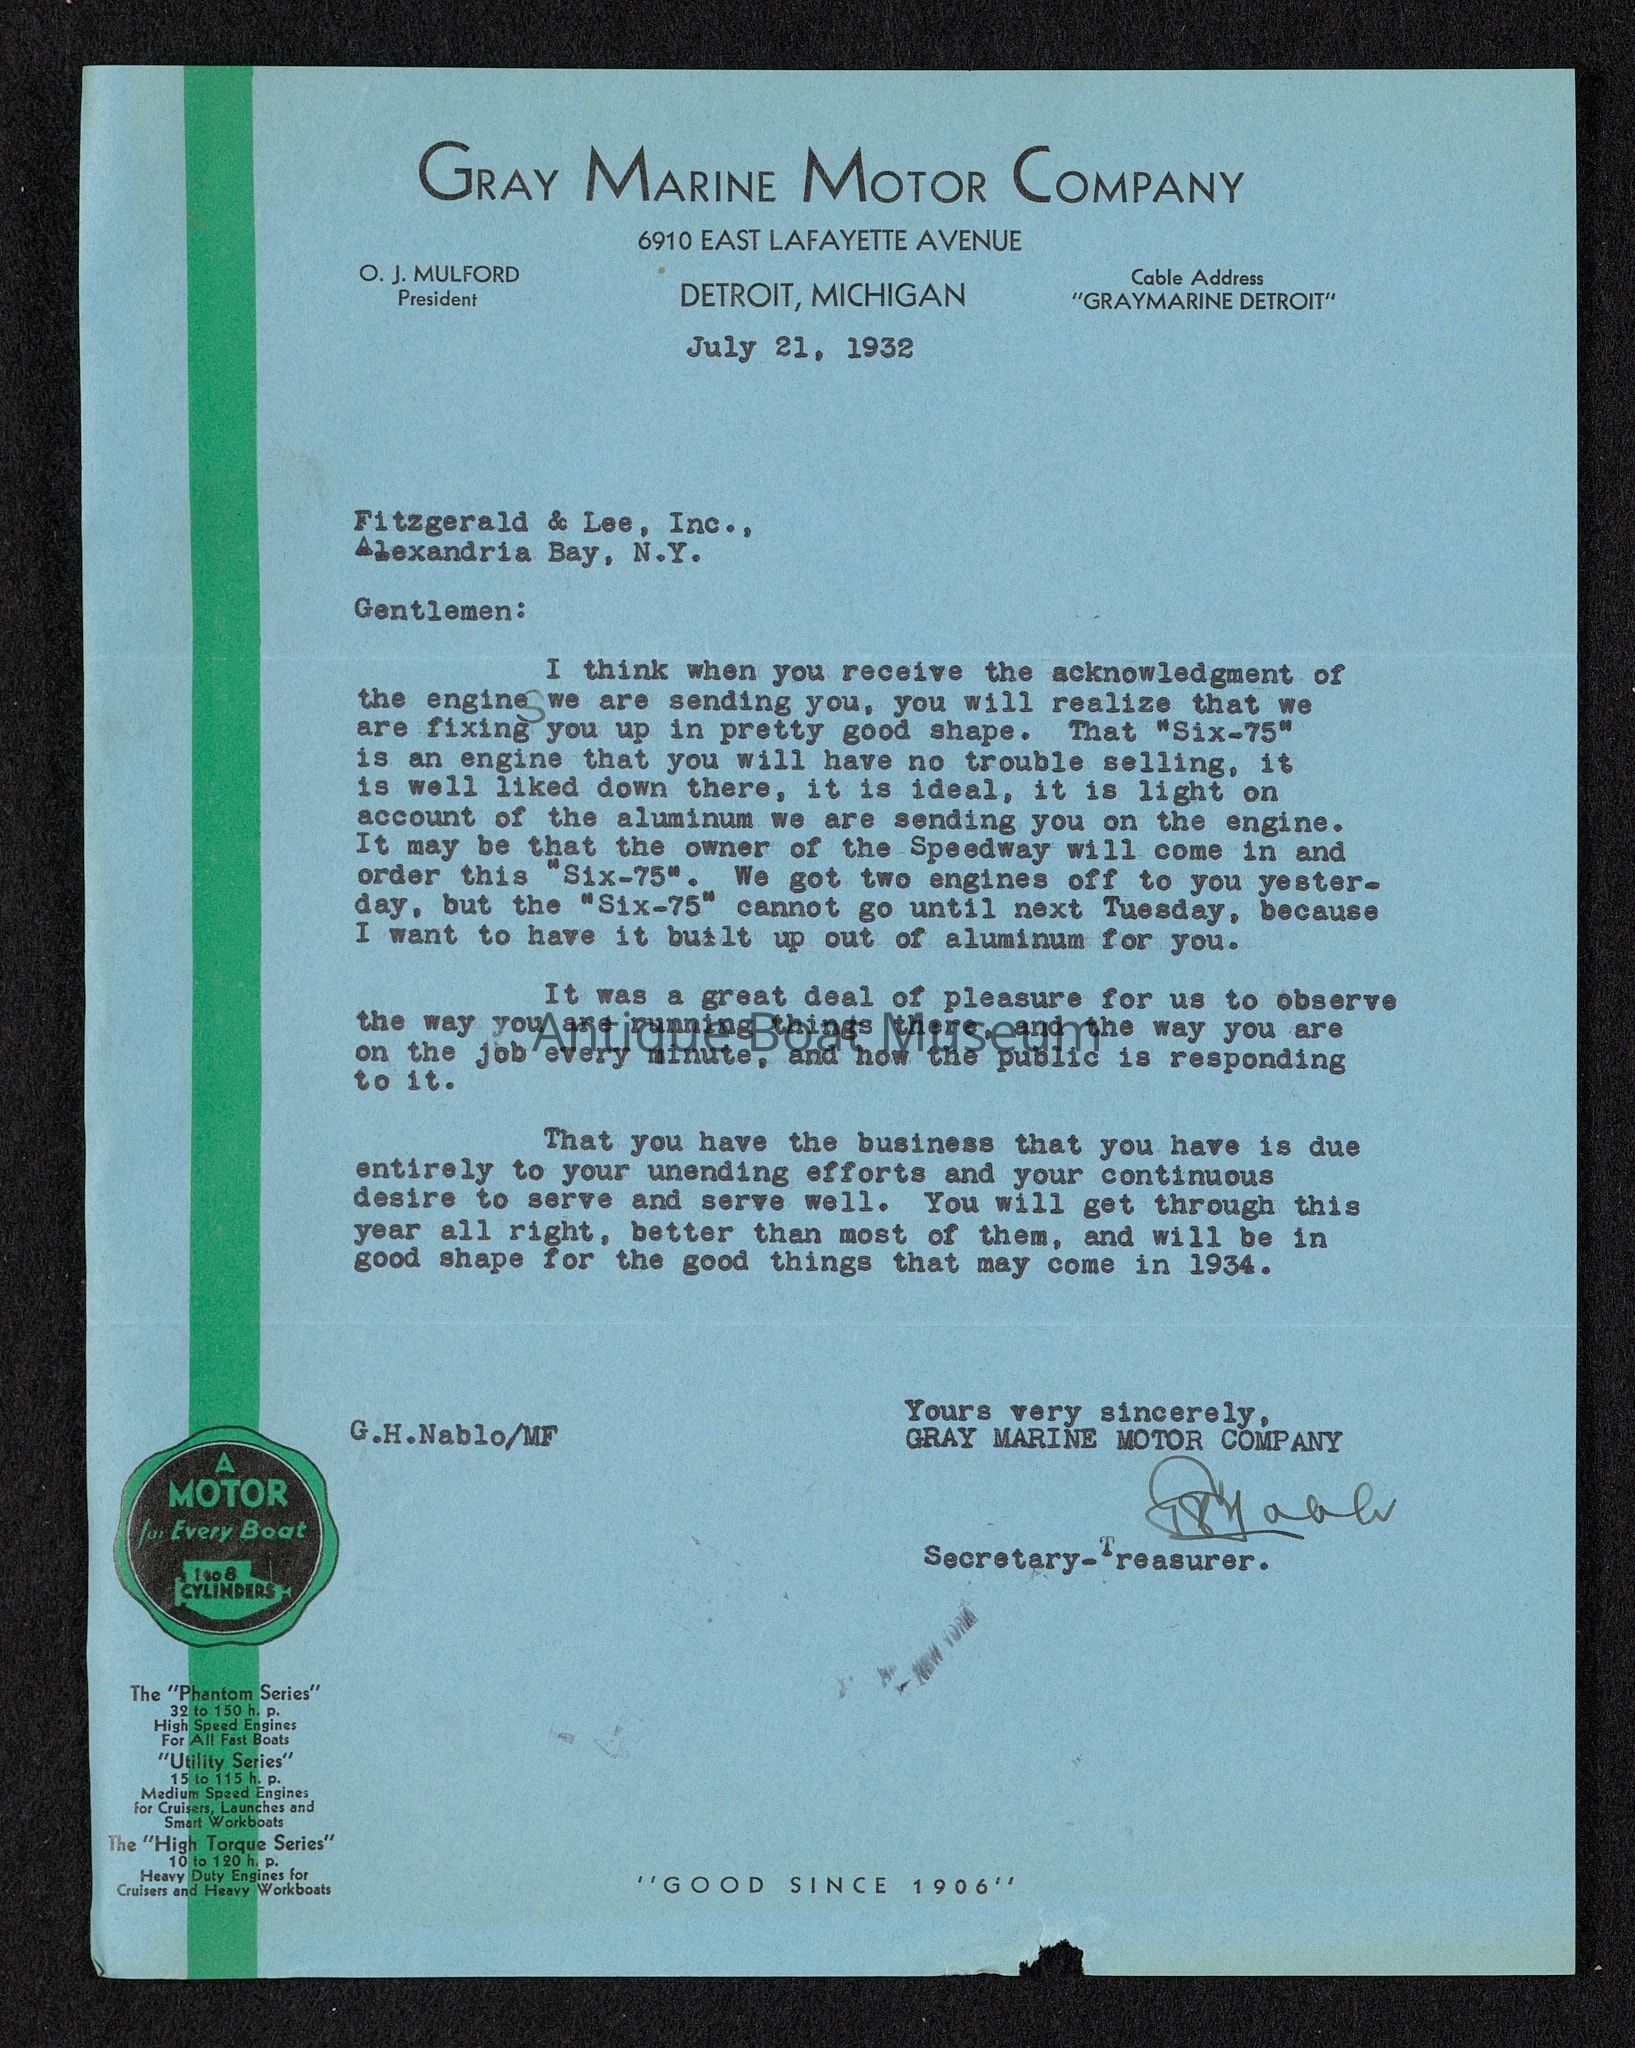 GRAY MARINE MOTOR COMPANY
6910 EAST LAFAYETTE AVENUE
O. J. MULFORD
President
DETROIT, MICHIGAN
Cable Address
"GRAYMARINE DETROIT"
July 21, 1932
Fitzgerald & Lee, Inc.,
Alexandria Bay, N.Y.
Gentlemen:
I think when you receive the acknowledgment of
the engines we are sending you, you will realize that we
are fixing you up in pretty good shape. That "Six-75"
is an engine that you will have no trouble selling, it
is well liked down there, it is ideal, it is light on
account of the aluminum we are sending you on the engine.
It may be that the owner of the Speedway will come in and
order this "Six-75". We got two engines off to you yester-
day, but the "Six-75" cannot go until next Tuesday, because
I want to have it built up out of aluminum for you.
It was a great deal of pleasure for us to observe
the way you are running things there, and the way you are
on the job every minute, and how the public is responding
to it.
Antique Boat Museum
That you have the business that you have is due
entirely to your unending efforts and your continuous
desire to serve and serve well. You will get through this
year all right, better than most of them, and will be in
good shape for the good things that may come in 1934.
Yours very sincerely,
G.H.Nablo/MF
GRAY MARINE MOTOR COMPANY
Secretary-Treasurer.
A
MOTOR
for Every Boat
1 to 8
CYLINDERS
NEW YORK
The "Phantom Series"
32 to 150 h. p.
High Speed Engines
For All Fast Boats
"Utility Series"
15 to 115 h. p.
Medium Speed Engines
for Cruisers, Launches and
Smart Workboats
The "High Torque Series"
10 to 120 h. p.
Heavy Duty Engines for
Cruisers and Heavy Workboats
"GOOD SINCE 1906"